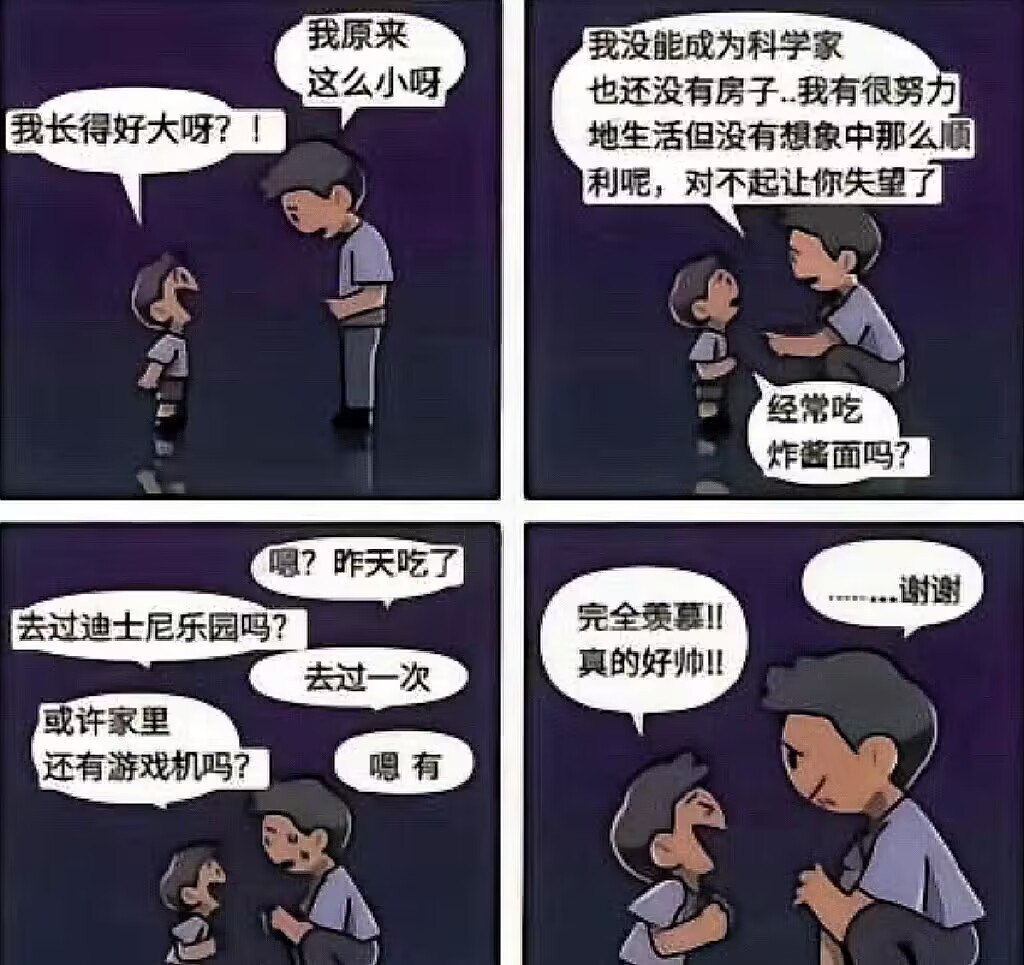 我原来
这么小呀
我长得好大呀？！
我没能成为科学家
也还没有房子..我有很努力
地生活但没有想象中那么顺
利呢，对不起让你失望了
经常吃
炸酱面吗？
嗯？昨天吃了
去过迪士尼乐园吗？
去过一次
或许家里
还有游戏机吗？
嗯 有
完全羡慕!!
真的好帅!!
.........谢谢